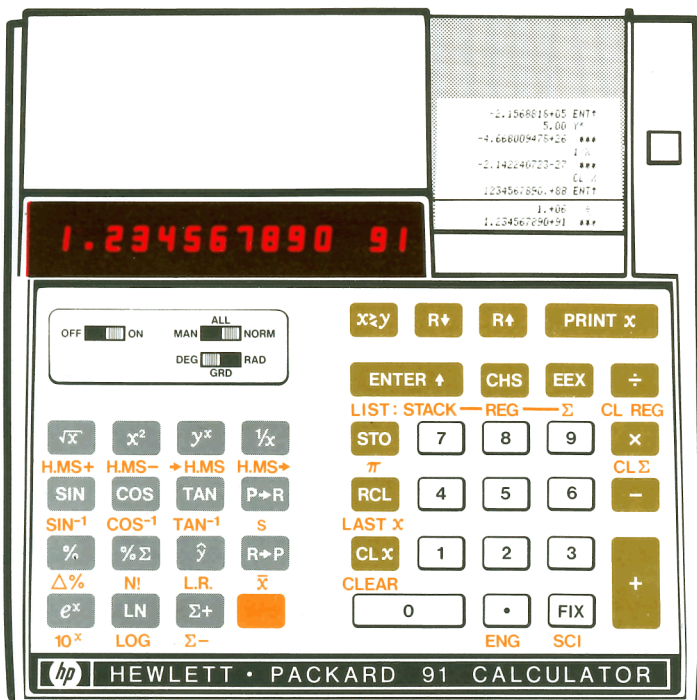 -2.1568818+05 ENT↑
5.00 Yˣ
-4.668009478+26 ***
1/X
-2.142240723-27 ***
CL X
1234567890.+88 ENT↑
1.+06 ÷
1.234567890+91 ***
1.234567890 91
ALL
OFF ON MAN NORM
DEG RAD
GRD
x≷y R↓ R↑ PRINT x
ENTER ↑ CHS EEX ÷
LIST: STACK — REG — Σ CL REG
√x x² yˣ ¹⁄x STO 7 8 9 ×
H.MS+ H.MS− →H.MS H.MS→ π CL Σ
SIN COS TAN P→R RCL 4 5 6 −
SIN⁻¹ COS⁻¹ TAN⁻¹ s LAST x
% %Σ ŷ R→P CL x 1 2 3 +
△% N! L.R. x̄ CLEAR
eˣ LN Σ+ 0 • FIX
10ˣ LOG Σ− ENG SCI
hp HEWLETT • PACKARD 91 CALCULATOR